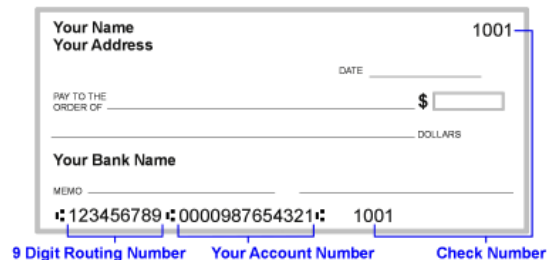 Your Name 1001
Your Address
DATE
PAY TO THE
ORDER OF $
DOLLARS
Your Bank Name
MEMO
⑆123456789⑆0000987654321⑆ 1001
9 Digit Routing Number Your Account Number Check Number